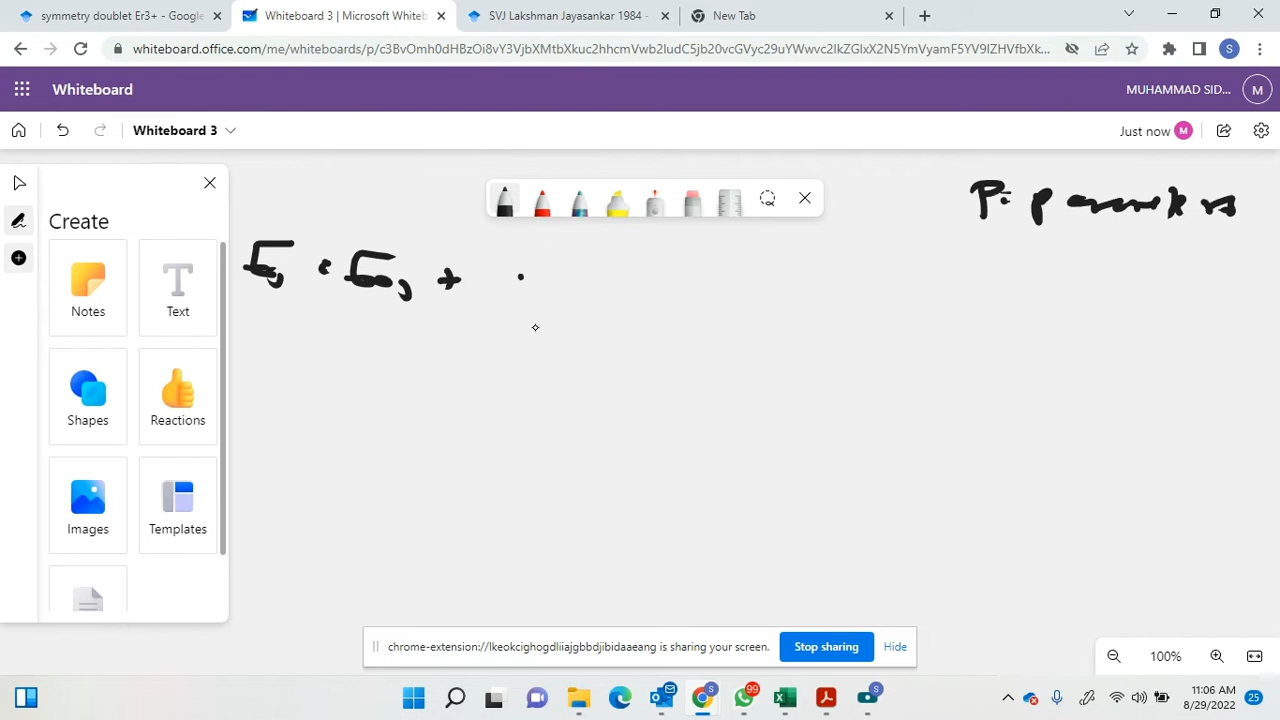 symmetry doublet Er3+ - Google
Whiteboard 3 | Microsoft Whiteb
SVJ Lakshman Jayasankar 1984 -
New Tab
whiteboard.office.com/me/whiteboards/p/
S
Whiteboard
MUHAMMAD SID...
M
Whiteboard 3
Just now
M
Create
Notes
Text
Shapes
Reactions
Images
Templates
P =
+
chrome-extension://lkeokcighogdliiajgbbdjibidaaeang is sharing your screen.
Stop sharing
Hide
100%
99
S
11:06 AM
8/29/2022
25